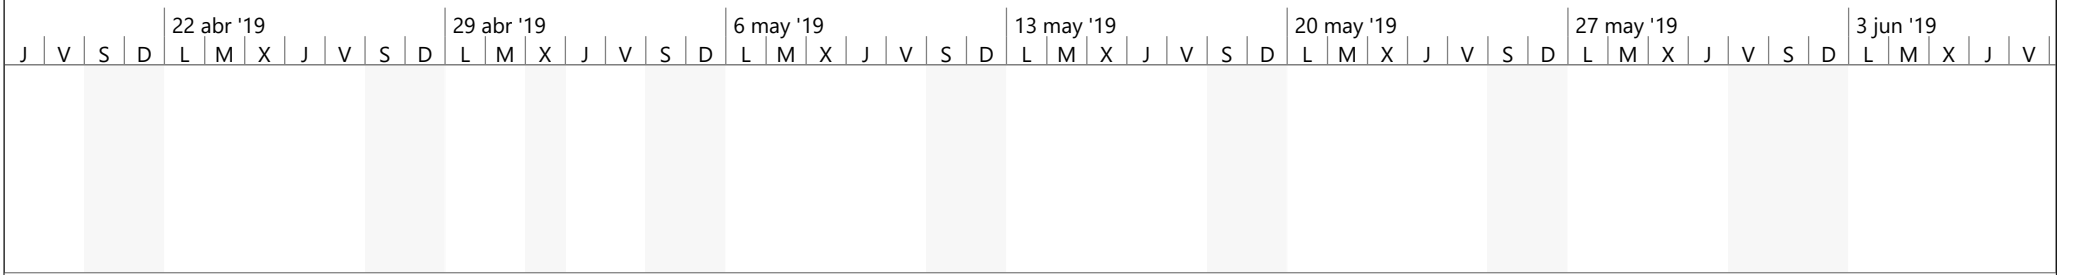 22 abr '19 29 abr '19 6 may '19 13 may '19 20 may '19 27 may '19 3 jun '19
J V S D L M X J V S D L M X J V S D L M X J V S D L M X J V S D L M X J V S D L M X J V S D L M X J V